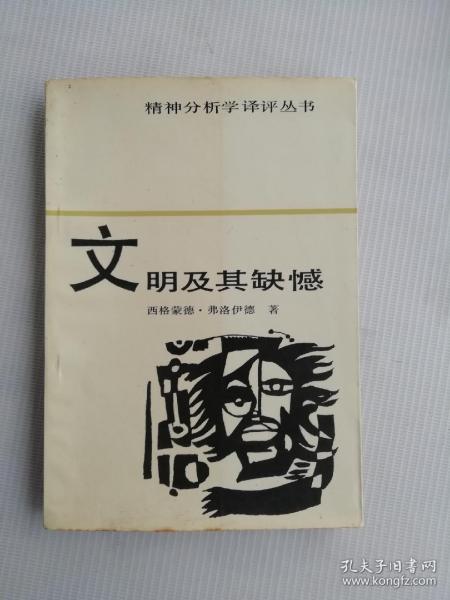 精神分析学译评丛书
文明及其缺憾
西格蒙德·弗洛伊德 著
孔夫子旧书网
www.kongfz.com